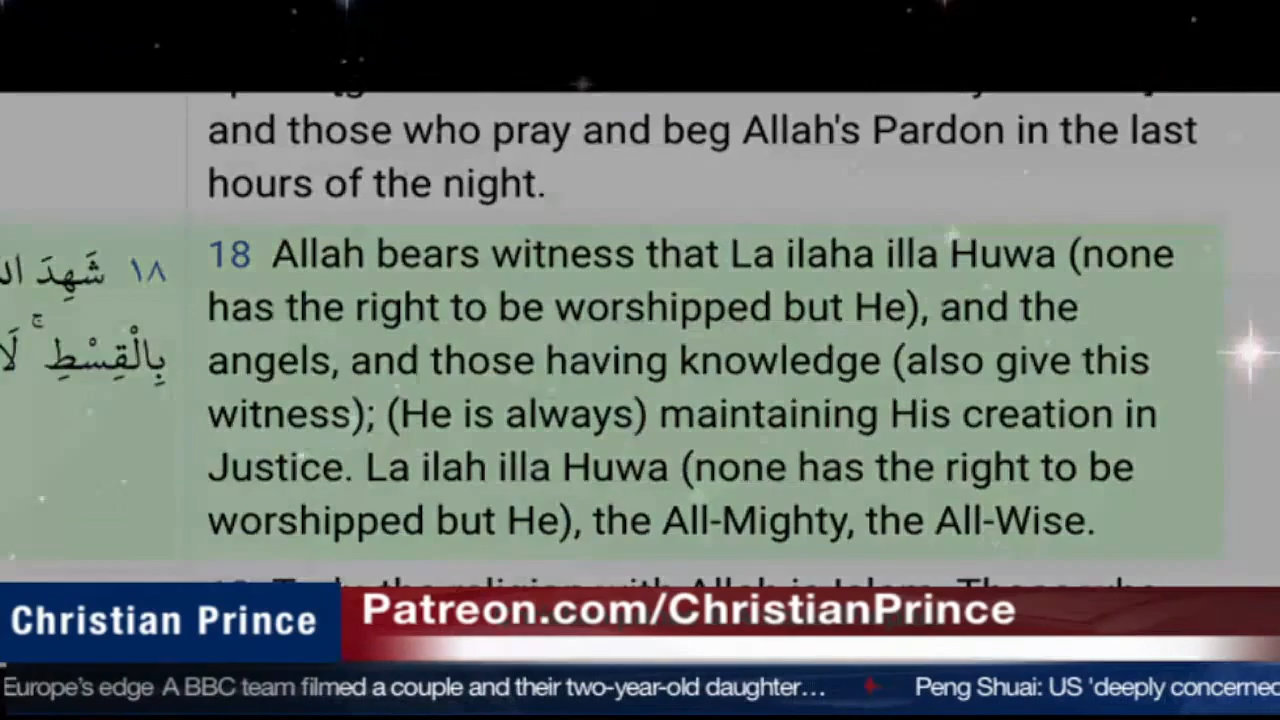 and those who pray and beg Allah's Pardon in the last
hours of the night.
١٨ شَهِدَ
بِالْقِسْطِ ۚ
18 Allah bears witness that La ilaha illa Huwa (none
has the right to be worshipped but He), and the
angels, and those having knowledge (also give this
witness); (He is always) maintaining His creation in
Justice. La ilah illa Huwa (none has the right to be
worshipped but He), the All-Mighty, the All-Wise.
Christian Prince
Patreon.com/ChristianPrince
Europe's edge A BBC team filmed a couple and their two-year-old daughter... Peng Shuai: US 'deeply concerned